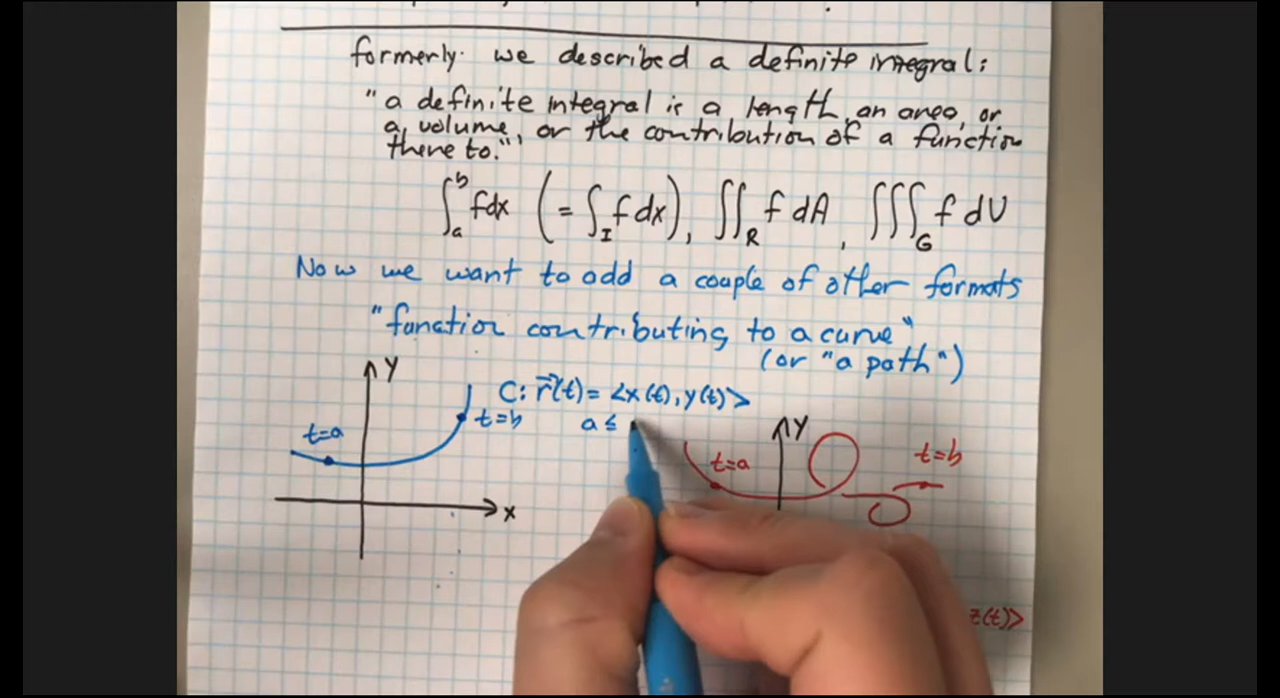 formerly we described a definite integral:
"a definite integral is a length, an area, or
a volume, or the contribution of a function
there to."
∫_a^b fdx (= ∫_I f dx), ∬_R f dA, ∭_G f dV
Now we want to add a couple of other formats
"function contributing to a curve"
(or "a path")
y
C: r⃗(t) = <x(t), y(t)>
t=b
a ≤
t=a
x
y
t=a
t=b
z(t)>